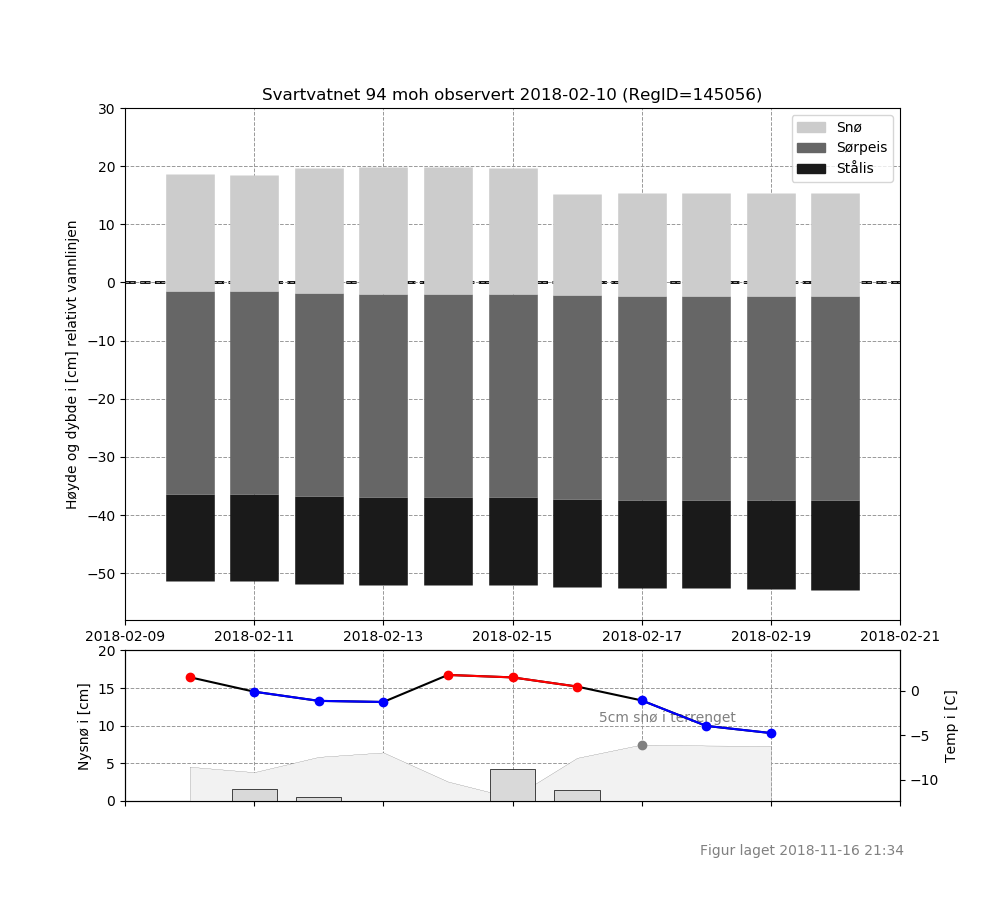 Svartvatnet 94 moh observert 2018-02-10 (RegID=145056)
Snø
Sørpeis
Stålis
Høyde og dybde i [cm] relativt vannlinjen
30
20
10
0
−10
−20
−30
−40
−50
2018-02-09 2018-02-11 2018-02-13 2018-02-15 2018-02-17 2018-02-19 2018-02-21
Nysnø i [cm]
20
15
10
5
0
5cm snø i terrenget
0
−5
−10
Temp i [C]
Figur laget 2018-11-16 21:34